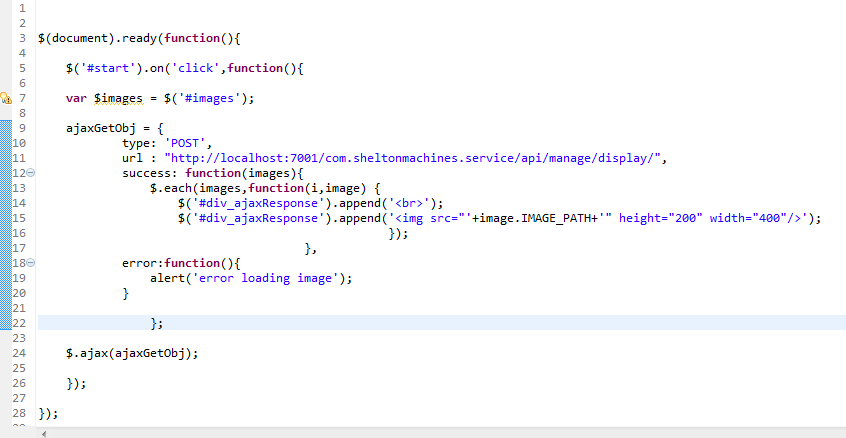 1
2
3 $(document).ready(function(){
4
5 $('#start').on('click',function(){
6
7 var $images = $('#images');
8
9 ajaxGetObj = {
10 type: 'POST',
11 url : "http://localhost:7001/com.sheltonmachines.service/api/manage/display/",
12 success: function(images){
13 $.each(images,function(i,image) {
14 $('#div_ajaxResponse').append('<br>');
15 $('#div_ajaxResponse').append('<img src="'+image.IMAGE_PATH+'" height="200" width="400"/>');
16 });
17 },
18 error:function(){
19 alert('error loading image');
20 }
21
22 };
23
24 $.ajax(ajaxGetObj);
25
26 });
27
28 });